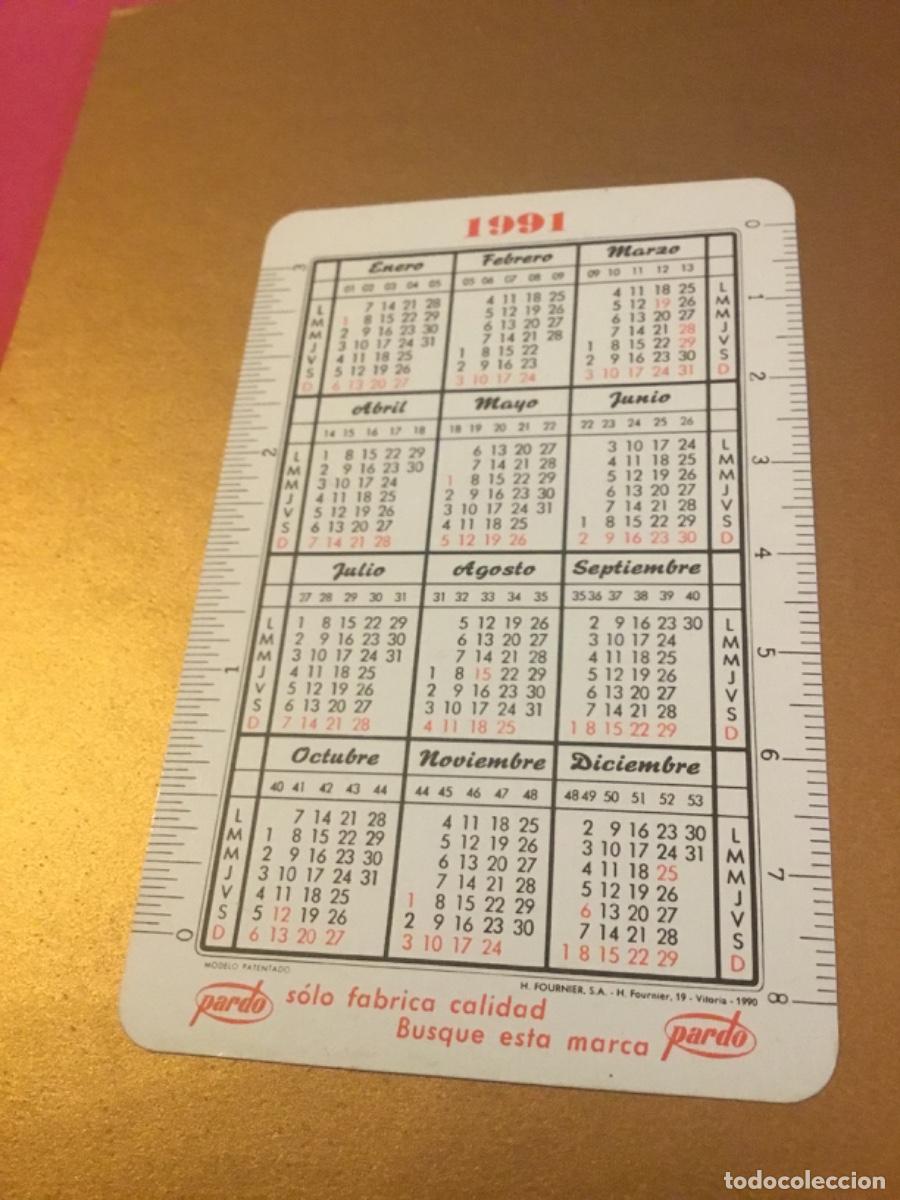 1991
Enero Febrero Marzo
01 02 03 04 05 05 06 07 08 09 09 10 11 12 13
L 7 14 21 28 4 11 18 25 4 11 18 25 L
M 1 8 15 22 29 5 12 19 26 5 12 19 26 M
M 2 9 16 23 30 6 13 20 27 6 13 20 27 M
J 3 10 17 24 31 7 14 21 28 7 14 21 28 J
V 4 11 18 25 1 8 15 22 1 8 15 22 29 V
S 5 12 19 26 2 9 16 23 2 9 16 23 30 S
D 6 13 20 27 3 10 17 24 3 10 17 24 31 D
Abril Mayo Junio
14 15 16 17 18 18 19 20 21 22 22 23 24 25 26
L 1 8 15 22 29 6 13 20 27 3 10 17 24 L
M 2 9 16 23 30 7 14 21 28 4 11 18 25 M
M 3 10 17 24 1 8 15 22 29 5 12 19 26 M
J 4 11 18 25 2 9 16 23 30 6 13 20 27 J
V 5 12 19 26 3 10 17 24 31 7 14 21 28 V
S 6 13 20 27 4 11 18 25 1 8 15 22 29 S
D 7 14 21 28 5 12 19 26 2 9 16 23 30 D
Julio Agosto Septiembre
27 28 29 30 31 31 32 33 34 35 35 36 37 38 39 40
L 1 8 15 22 29 5 12 19 26 2 9 16 23 30 L
M 2 9 16 23 30 6 13 20 27 3 10 17 24 M
M 3 10 17 24 31 7 14 21 28 4 11 18 25 M
J 4 11 18 25 1 8 15 22 29 5 12 19 26 J
V 5 12 19 26 2 9 16 23 30 6 13 20 27 V
S 6 13 20 27 3 10 17 24 31 7 14 21 28 S
D 7 14 21 28 4 11 18 25 1 8 15 22 29 D
Octubre Noviembre Diciembre
40 41 42 43 44 44 45 46 47 48 48 49 50 51 52 53
L 7 14 21 28 4 11 18 25 2 9 16 23 30 L
M 1 8 15 22 29 5 12 19 26 3 10 17 24 31 M
M 2 9 16 23 30 6 13 20 27 4 11 18 25 M
J 3 10 17 24 31 7 14 21 28 5 12 19 26 J
V 4 11 18 25 1 8 15 22 29 6 13 20 27 V
S 5 12 19 26 2 9 16 23 30 7 14 21 28 S
D 6 13 20 27 3 10 17 24 1 8 15 22 29 D
0 1 2 3 4 5 6 7 8
3 2 1 0
MODELO PATENTADO
H. FOURNIER, S.A. - H. Fournier, 19 - Vitoria - 1990
pardo sólo fabrica calidad
Busque esta marca pardo
todocoleccion